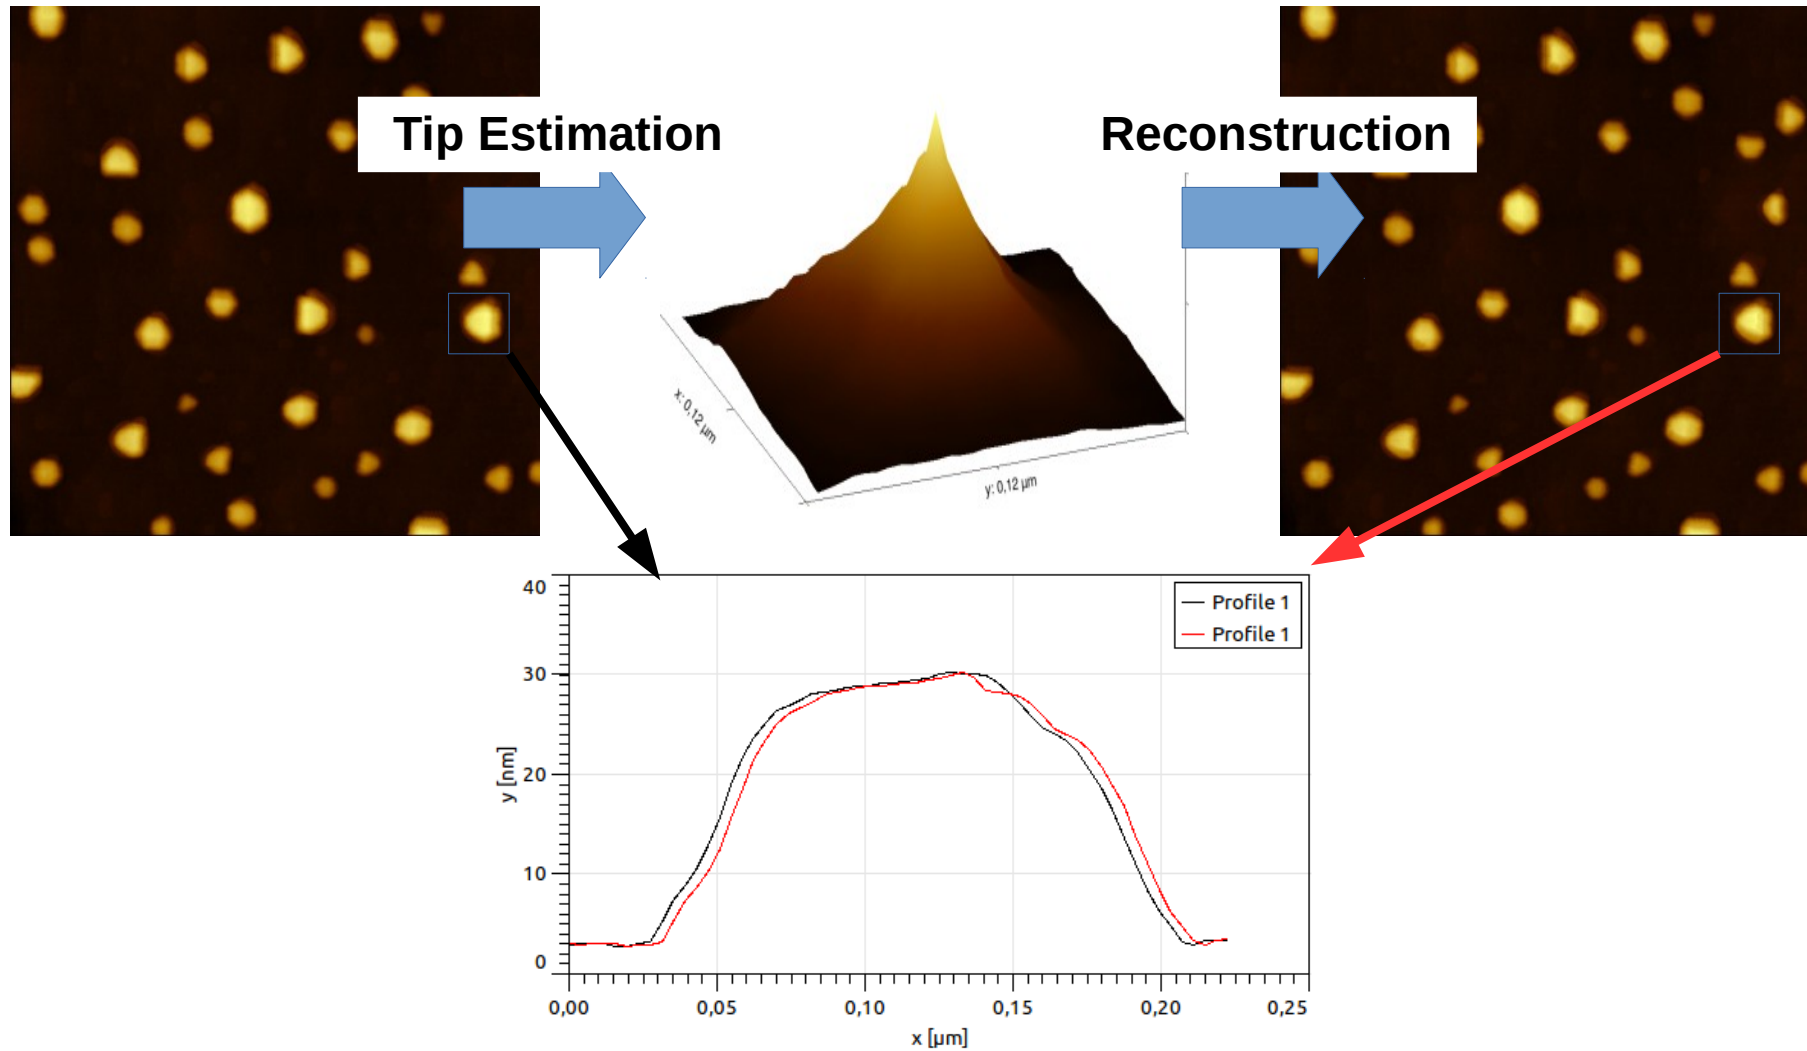 Tip Estimation
Reconstruction
x: 0,12 µm
y: 0,12 µm
40
30
20
10
0
y [nm]
Profile 1
Profile 1
0,00 0,05 0,10 0,15 0,20 0,25
x [µm]